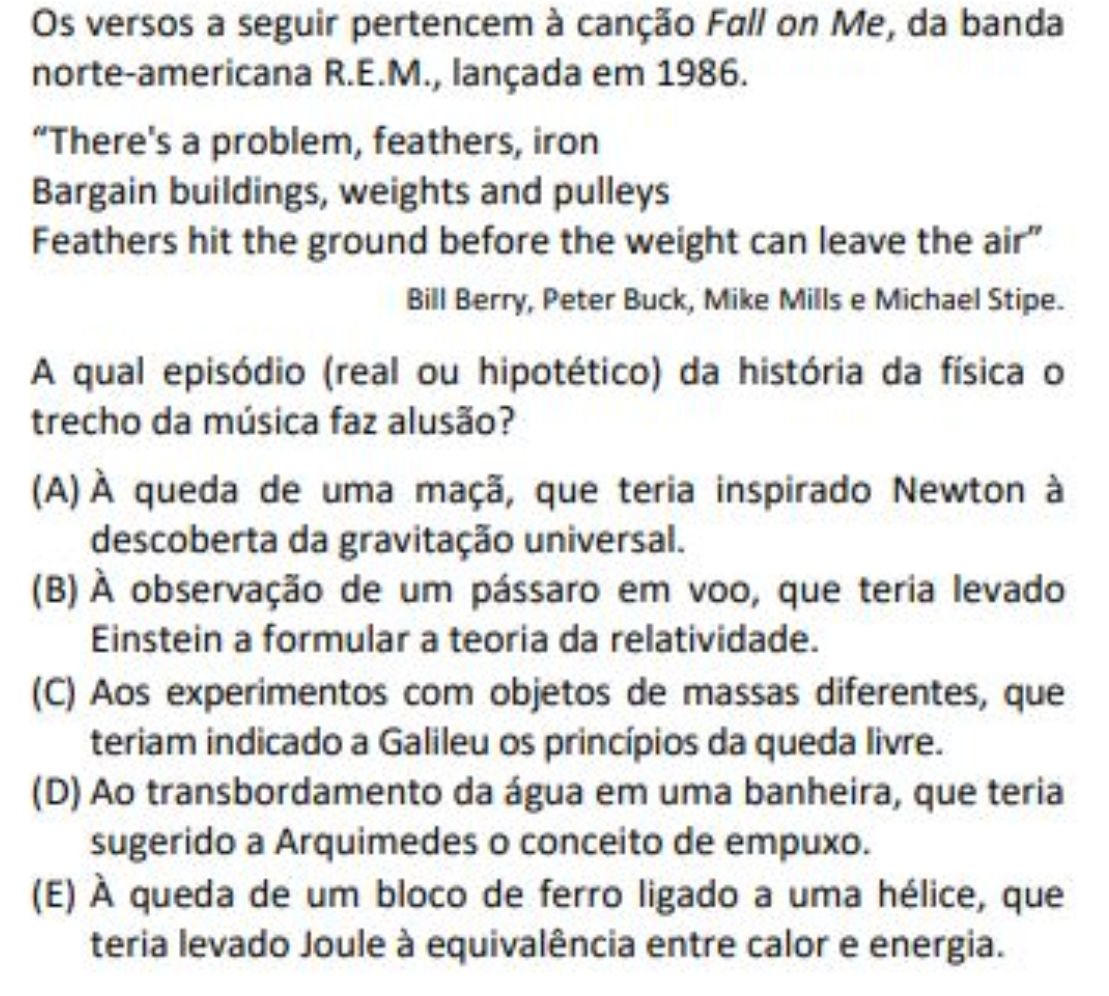 Os versos a seguir pertencem à canção Fall on Me, da banda
norte-americana R.E.M., lançada em 1986.
“There's a problem, feathers, iron
Bargain buildings, weights and pulleys
Feathers hit the ground before the weight can leave the air”
Bill Berry, Peter Buck, Mike Mills e Michael Stipe.
A qual episódio (real ou hipotético) da história da física o
trecho da música faz alusão?
(A) À queda de uma maçã, que teria inspirado Newton à
descoberta da gravitação universal.
(B) À observação de um pássaro em voo, que teria levado
Einstein a formular a teoria da relatividade.
(C) Aos experimentos com objetos de massas diferentes, que
teriam indicado a Galileu os princípios da queda livre.
(D) Ao transbordamento da água em uma banheira, que teria
sugerido a Arquimedes o conceito de empuxo.
(E) À queda de um bloco de ferro ligado a uma hélice, que
teria levado Joule à equivalência entre calor e energia.